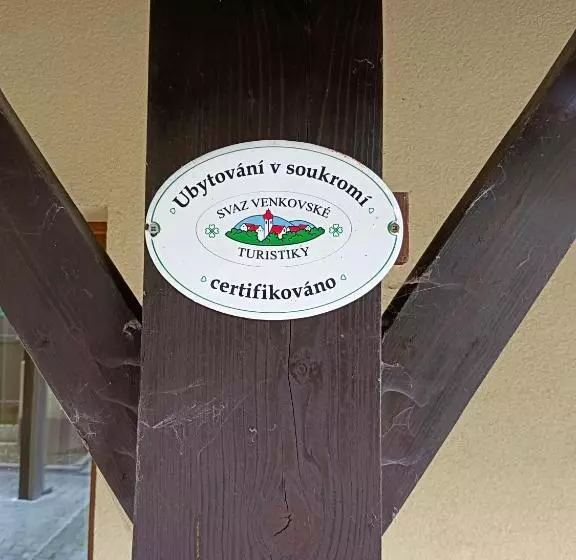 Ubytování v soukromí
SVAZ VENKOVSKÉ
TURISTIKY
certifikováno